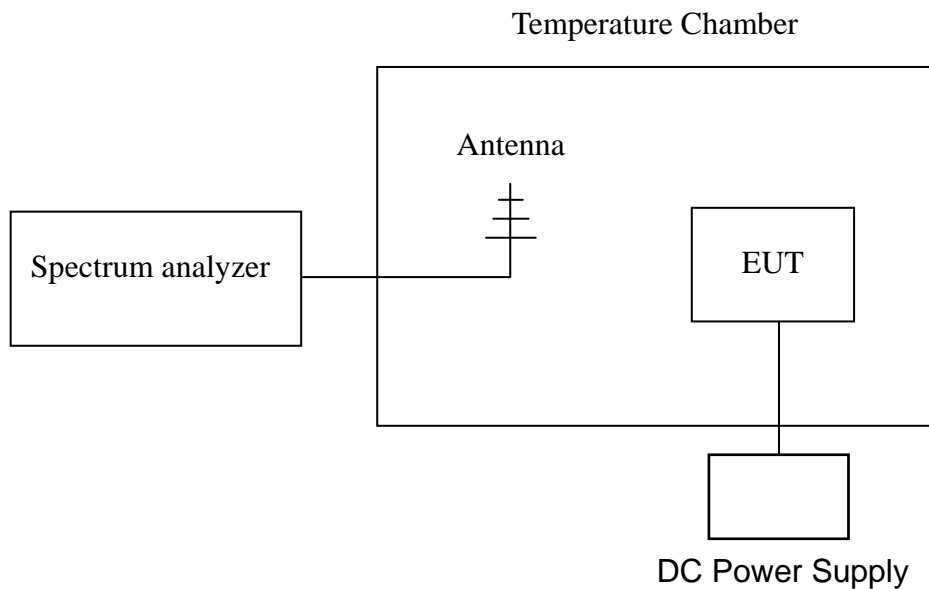 Temperature Chamber
Antenna
Spectrum analyzer
EUT
DC Power Supply